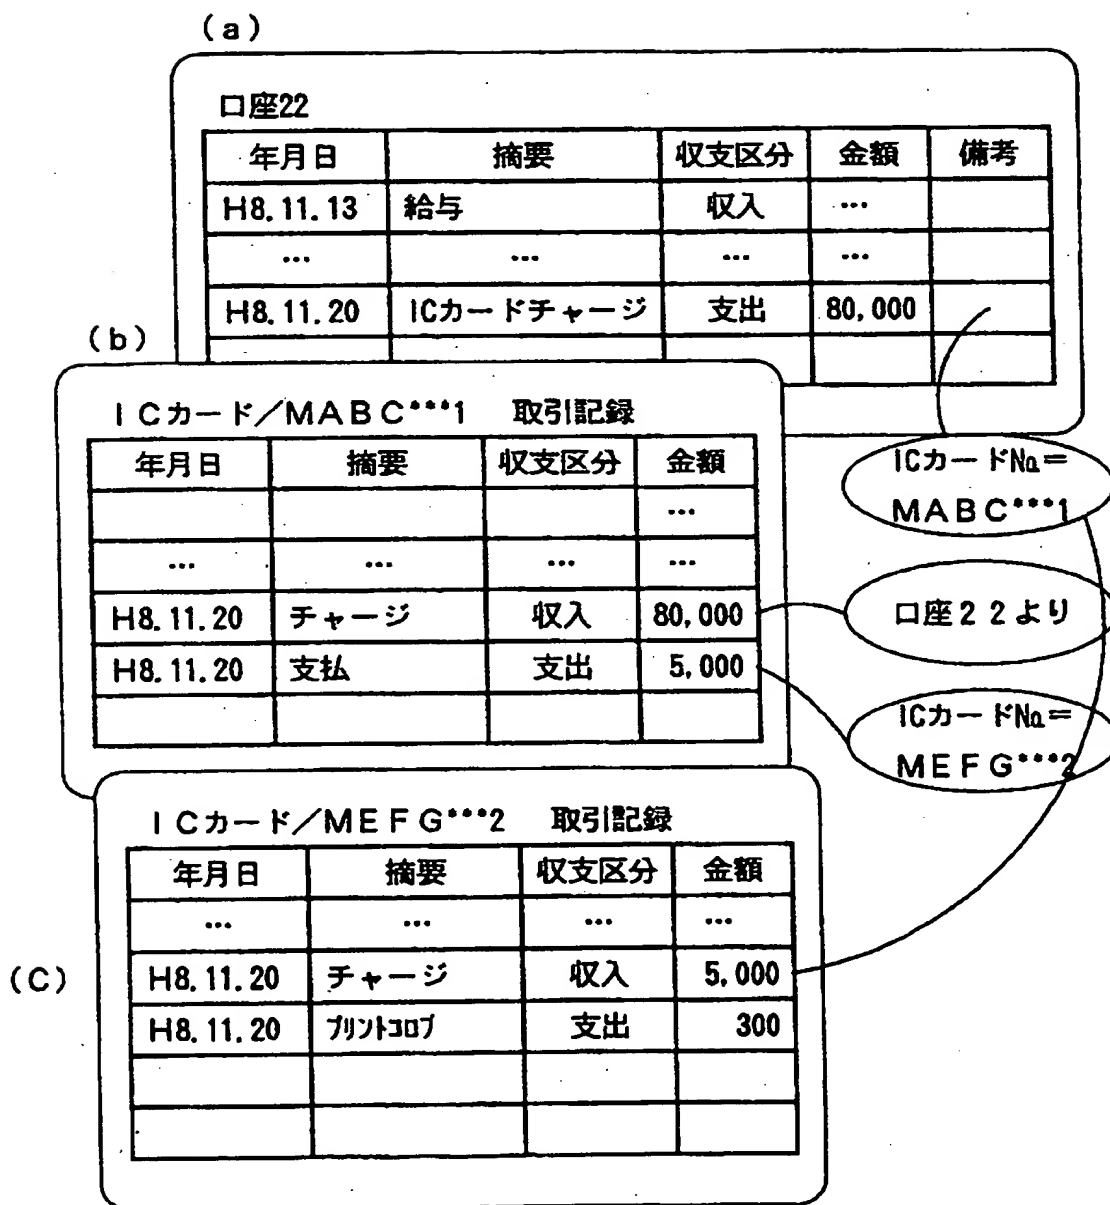 (a)
口座22
年月日 摘要 収支区分 金額 備考
H8.11.13 給与 収入 …
… … … …
H8.11.20 ICカードチャージ 支出 80,000
(b)
ICカード/MABC***1 取引記録
年月日 摘要 収支区分 金額
…
… … … …
H8.11.20 チャージ 収入 80,000
H8.11.20 支払 支出 5,000
ICカード№=
MABC***1
口座22より
ICカード№=
MEFG***2
(C)
ICカード/MEFG***2 取引記録
年月日 摘要 収支区分 金額
… … … …
H8.11.20 チャージ 収入 5,000
H8.11.20 プリントコロブ 支出 300